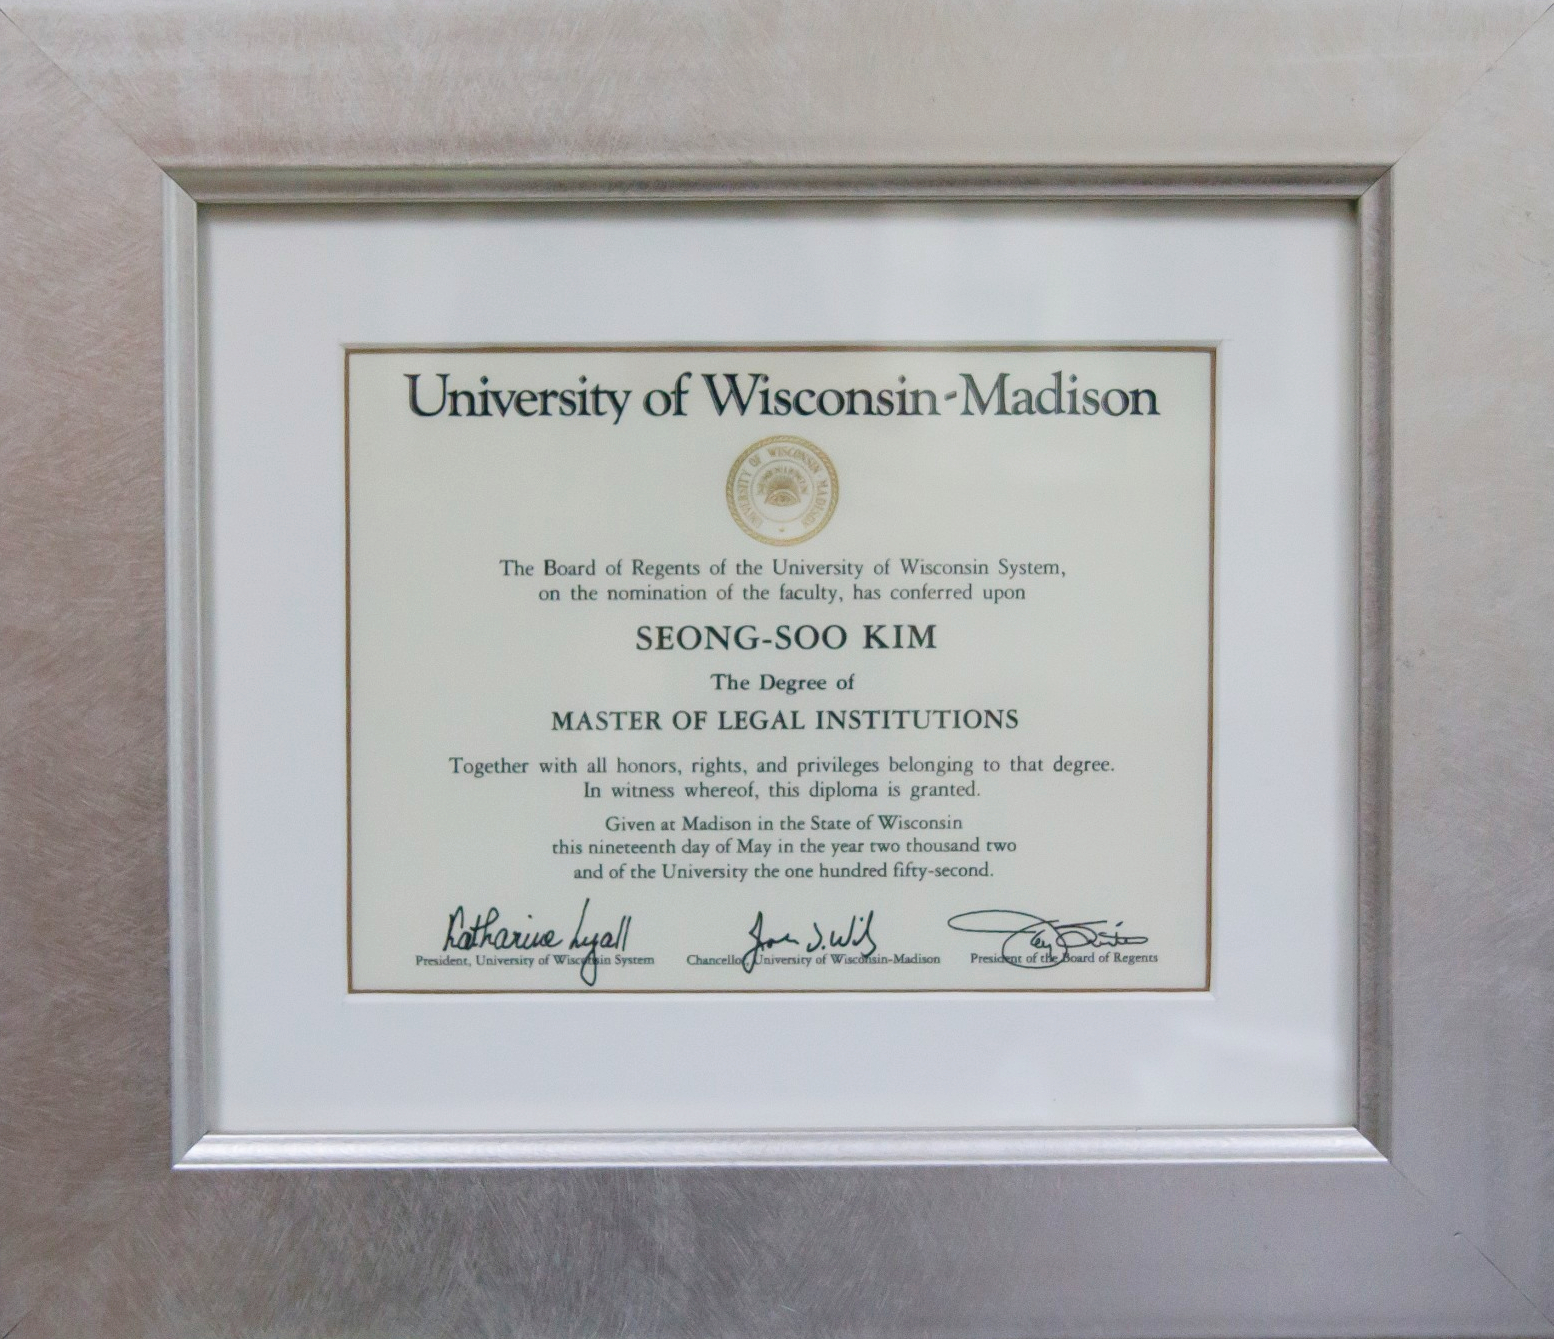 University of Wisconsin-Madison
UNIVERSITY OF WISCONSIN MADISON
The Board of Regents of the University of Wisconsin System,
on the nomination of the faculty, has conferred upon
SEONG-SOO KIM
The Degree of
MASTER OF LEGAL INSTITUTIONS
Together with all honors, rights, and privileges belonging to that degree.
In witness whereof, this diploma is granted.
Given at Madison in the State of Wisconsin
this nineteenth day of May in the year two thousand two
and of the University the one hundred fifty-second.
Katharine Lyall
President, University of Wisconsin System
Chancellor, University of Wisconsin-Madison
President of the Board of Regents